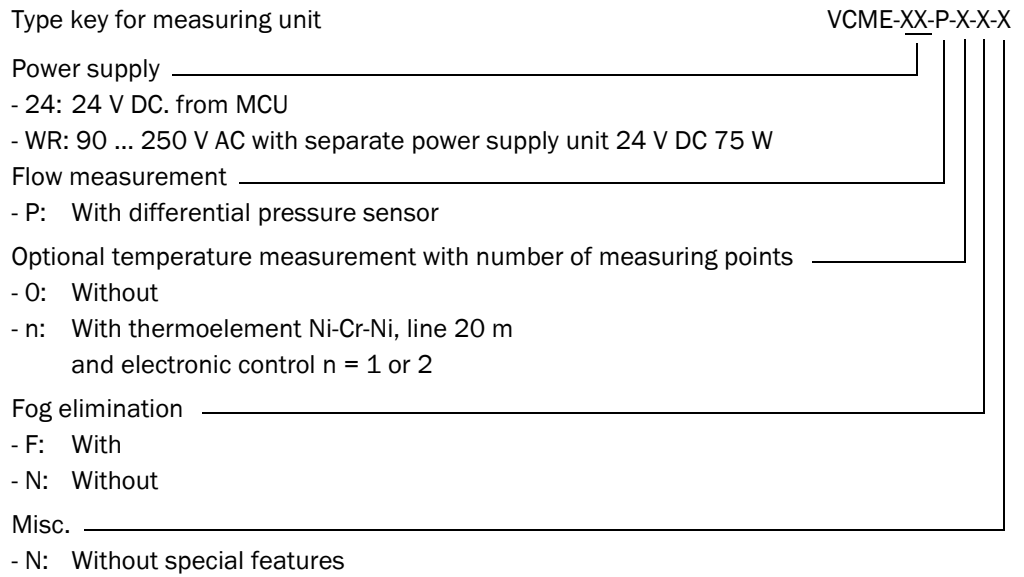 Type key for measuring unit VCME-XX-P-X-X-X
Power supply
- 24: 24 V DC. from MCU
- WR: 90 ... 250 V AC with separate power supply unit 24 V DC 75 W
Flow measurement
- P: With differential pressure sensor
Optional temperature measurement with number of measuring points
- 0: Without
- n: With thermoelement Ni-Cr-Ni, line 20 m
and electronic control n = 1 or 2
Fog elimination
- F: With
- N: Without
Misc.
- N: Without special features